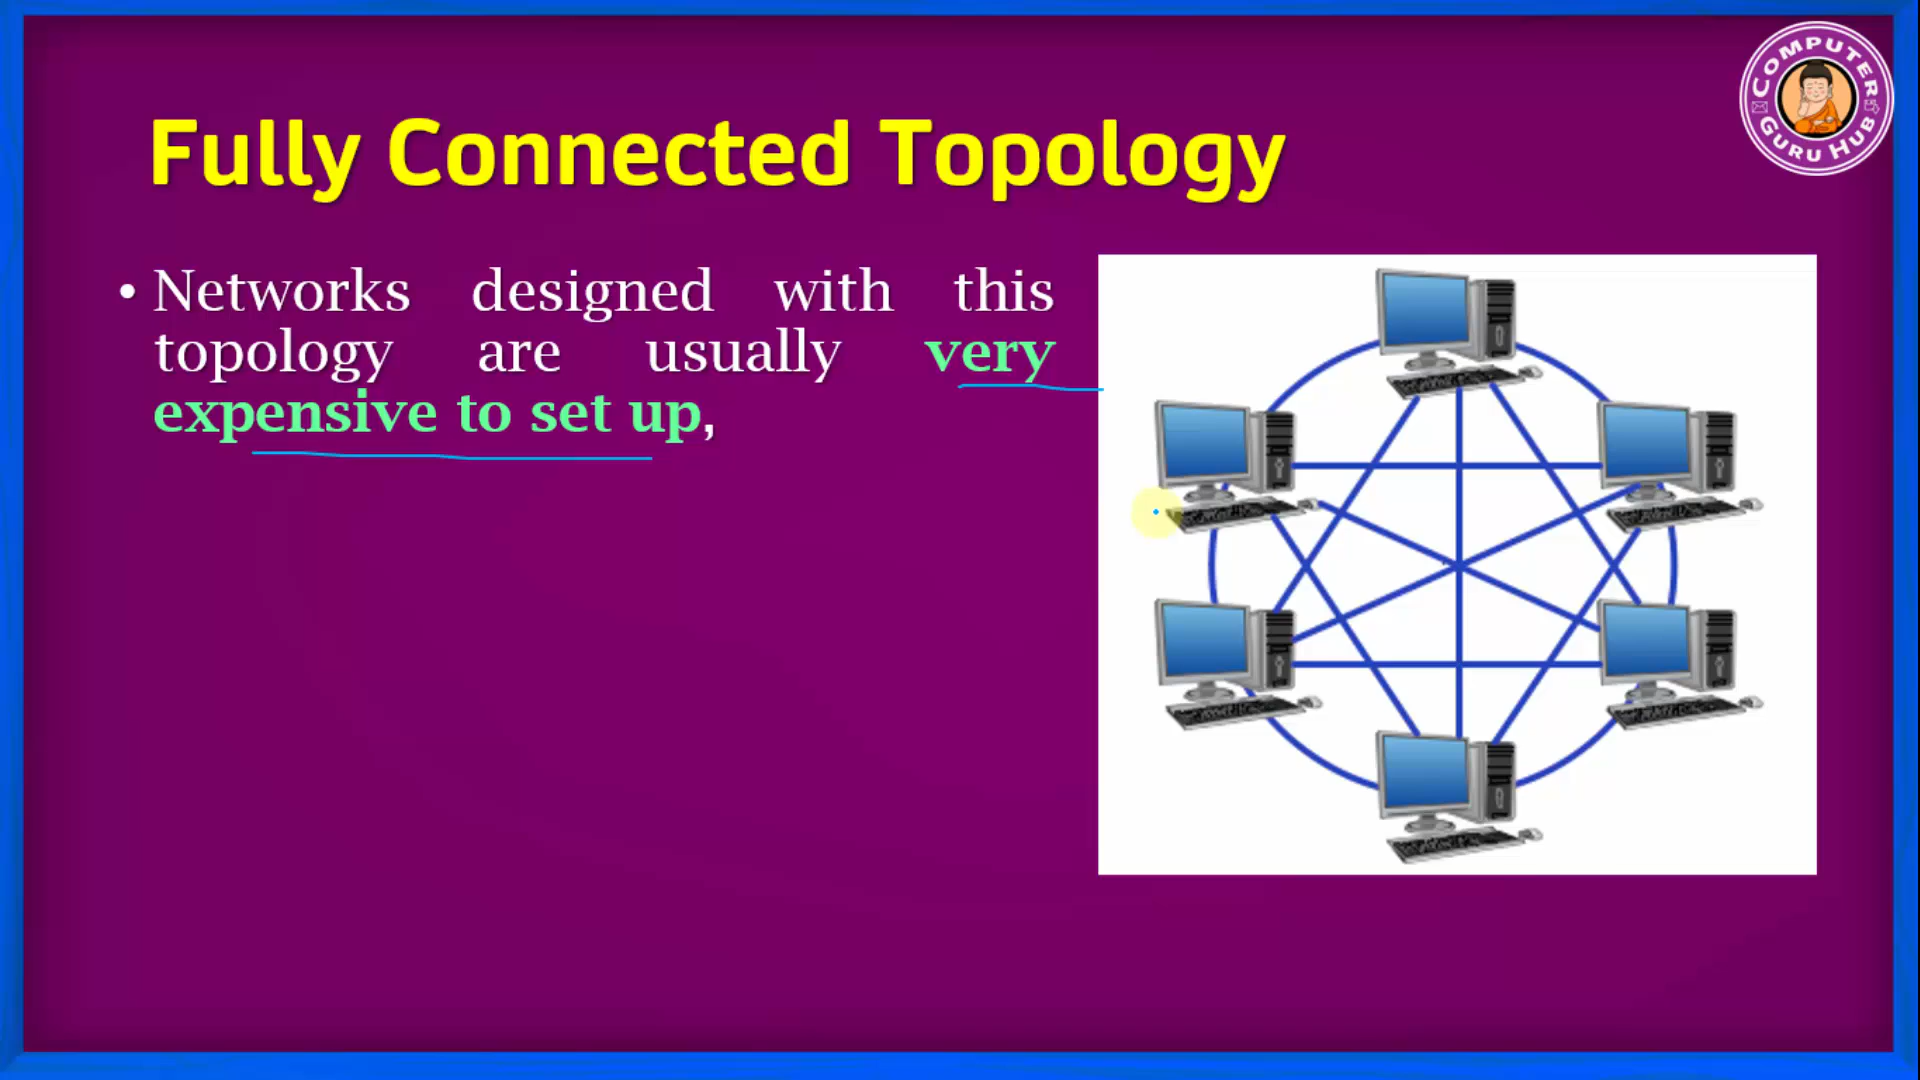 Fully Connected Topology
COMPUTER
GURU HUB
• Networks designed with this
topology are usually very
expensive to set up,